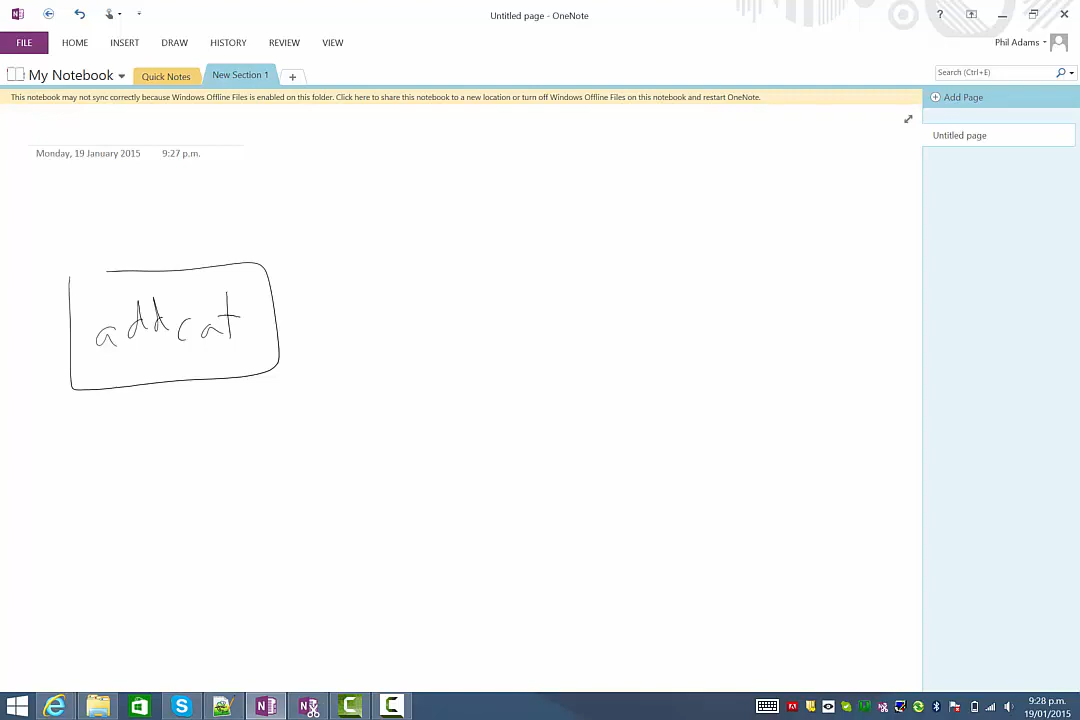 Untitled page - OneNote
?
FILE HOME INSERT DRAW HISTORY REVIEW VIEW
Phil Adams
My Notebook Quick Notes New Section 1 +
Search (Ctrl+E)
This notebook may not sync correctly because Windows Offline Files is enabled on this folder. Click here to share this notebook to a new location or turn off Windows Offline Files on this notebook and restart OneNote.
Add Page
Untitled page
Monday, 19 January 2015 9:27 p.m.
addcat
9:28 p.m.
19/01/2015